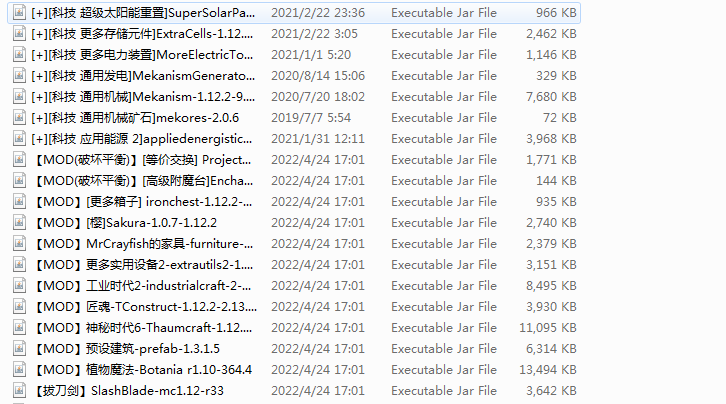 [+][科技 超级太阳能重置]SuperSolarPa... 2021/2/22 23:36 Executable Jar File 966 KB
[+][科技 更多存储元件]ExtraCells-1.12.... 2021/2/22 3:05 Executable Jar File 2,462 KB
[+][科技 更多电力装置]MoreElectricTo... 2021/1/1 5:20 Executable Jar File 1,146 KB
[+][科技 通用发电]MekanismGenerato... 2020/8/14 15:06 Executable Jar File 329 KB
[+][科技 通用机械]Mekanism-1.12.2-9.... 2020/7/20 18:02 Executable Jar File 7,680 KB
[+][科技 通用机械矿石]mekores-2.0.6 2019/7/7 5:54 Executable Jar File 72 KB
[+][科技 应用能源 2]appliedenergistic... 2021/1/31 12:11 Executable Jar File 3,968 KB
【MOD(破坏平衡)】[等价交换] Project... 2022/4/24 17:01 Executable Jar File 1,771 KB
【MOD(破坏平衡)】[高级附魔台]Encha... 2022/4/24 17:01 Executable Jar File 144 KB
【MOD】[更多箱子] ironchest-1.12.2-... 2022/4/24 17:01 Executable Jar File 935 KB
【MOD】[樱]Sakura-1.0.7-1.12.2 2022/4/24 17:01 Executable Jar File 2,740 KB
【MOD】MrCrayfish的家具-furniture-... 2022/4/24 17:01 Executable Jar File 2,379 KB
【MOD】更多实用设备2-extrautils2-1.... 2022/4/24 17:01 Executable Jar File 3,151 KB
【MOD】工业时代2-industrialcraft-2-... 2022/4/24 17:01 Executable Jar File 8,495 KB
【MOD】匠魂-TConstruct-1.12.2-2.13.... 2022/4/24 17:01 Executable Jar File 3,930 KB
【MOD】神秘时代6-Thaumcraft-1.12.... 2022/4/24 17:01 Executable Jar File 11,095 KB
【MOD】预设建筑-prefab-1.3.1.5 2022/4/24 17:01 Executable Jar File 6,314 KB
【MOD】植物魔法-Botania r1.10-364.4 2022/4/24 17:01 Executable Jar File 13,494 KB
【拔刀剑】SlashBlade-mc1.12-r33 2022/4/24 17:01 Executable Jar File 3,642 KB